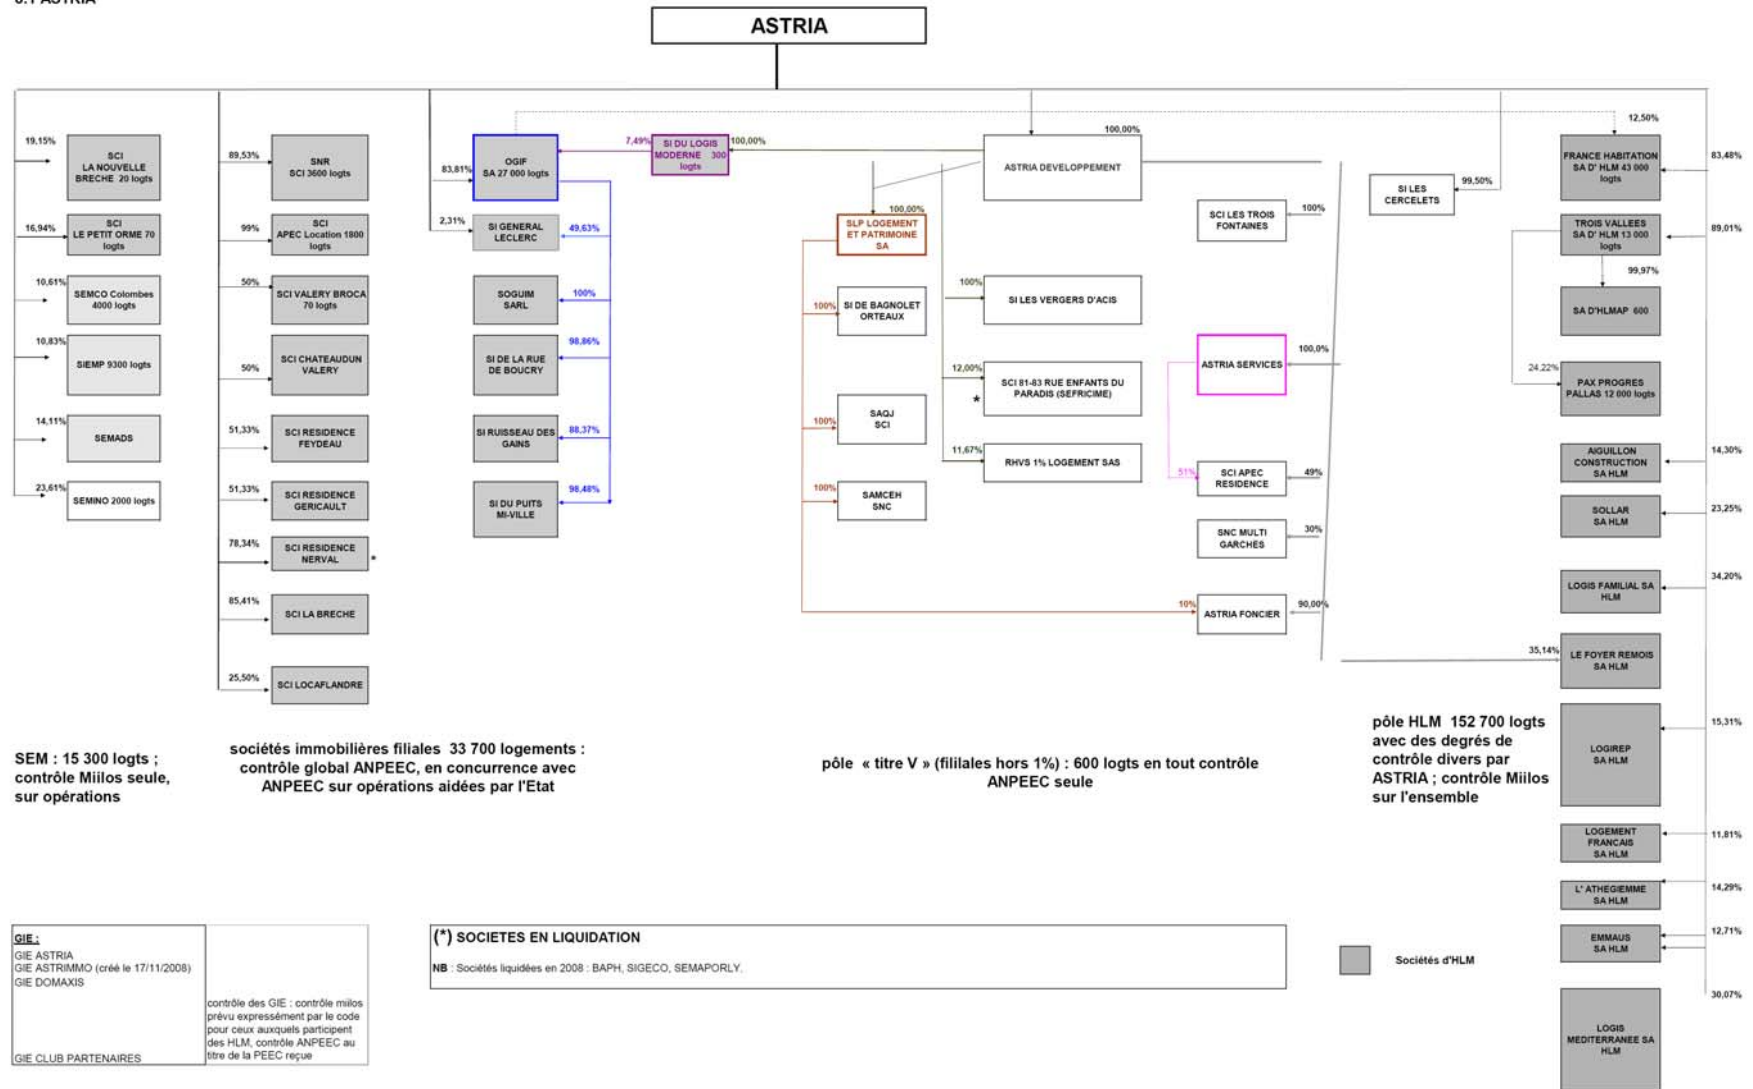 ASTRIA
19,15%
SCI
LA NOUVELLE
BRECHE 20 logts
16,94%
SCI
LE PETIT ORME 70
logts
10,61%
SEMCO Colombes
4000 logts
10,83%
SIEMP 9300 logts
14,11%
SEMADS
23,61%
SEMINO 2000 logts
SEM : 15 300 logts ;
contrôle Miilos seule,
sur opérations
89,53%
SNR
SCI 3600 logts
99%
SCI
APEC Location 1800
logts
50%
SCI VALERY BROCA
70 logts
50%
SCI CHATEAUDUN
VALERY
51,33%
SCI RESIDENCE
FEYDEAU
51,33%
SCI RESIDENCE
GERICAULT
78,34%
SCI RESIDENCE
NERVAL
*
85,41%
SCI LA BRECHE
25,50%
SCI LOCAFLANDRE
83,81%
OGIF
SA 27 000 logts
2,31%
SI GENERAL
LECLERC
49,63%
SOGUIM
SARL
100%
SI DE LA RUE
DE BOUCRY
98,86%
SI RUISSEAU DES
GAINS
88,37%
SI DU PUITS
MI-VILLE
98,48%
sociétés immobilières filiales 33 700 logements :
contrôle global ANPEEC, en concurrence avec
ANPEEC sur opérations aidées par l'Etat
7,49%
SI DU LOGIS
MODERNE 300
logts
100,00%
100,00%
ASTRIA DEVELOPPEMENT
100,00%
SLP LOGEMENT
ET PATRIMOINE
SA
100%
SI DE BAGNOLET
ORTEAUX
100%
SAQJ
SCI
100%
SAMCEH
SNC
100%
SI LES VERGERS D'ACIS
12,00%
*
SCI 81-83 RUE ENFANTS DU
PARADIS (SEFRICIME)
11,67%
RHVS 1% LOGEMENT SAS
SCI LES TROIS
FONTAINES
100%
ASTRIA SERVICES
100,0%
51%
SCI APEC
RESIDENCE
49%
SNC MULTI
GARCHES
30%
10%
ASTRIA FONCIER
90,00%
pôle « titre V » (fililales hors 1%) : 600 logts en tout contrôle
ANPEEC seule
SI LES
CERCELETS
99,50%
12,50%
FRANCE HABITATION
SA D' HLM 43 000
logts
83,48%
TROIS VALLEES
SA D' HLM 13 000
logts
89,01%
99,97%
SA D'HLMAP 600
24,22%
PAX PROGRES
PALLAS 12 000 logts
AIGUILLON
CONSTRUCTION
SA HLM
14,30%
SOLLAR
SA HLM
23,25%
LOGIS FAMILIAL SA
HLM
34,20%
35,14%
LE FOYER REMOIS
SA HLM
LOGIREP
15,31%
LOGEMENT
FRANCAIS
SA HLM
11,81%
L' ATHEGIEMME
SA HLM
14,29%
EMMAUS
SA HLM
12,71%
LOGIS
MEDITERRANEE SA
HLM
30,07%
pôle HLM 152 700 logts
avec des degrés de
contrôle divers par
ASTRIA ; contrôle Miilos
sur l'ensemble
GIE :
GIE ASTRIA
GIE ASTRIMMO (créé le 17/11/2008)
GIE DOMAXIS
GIE CLUB PARTENAIRES
contrôle des GIE : contrôle miilos
prévu expressément par le code
pour ceux auxquels participent
des HLM, contrôle ANPEEC au
titre de la PEEC reçue
(*) SOCIETES EN LIQUIDATION
NB : Sociétés liquidées en 2008 : BAPH, SIGECO, SEMAPORLY.
Sociétés d'HLM